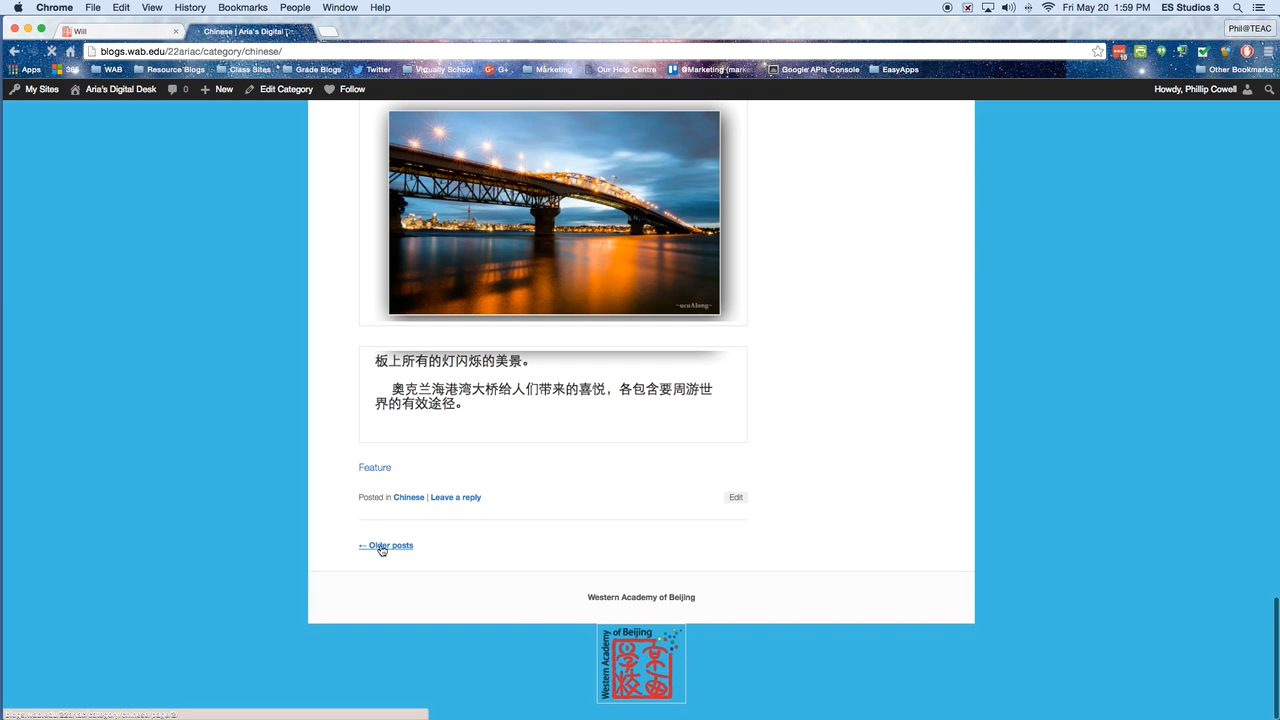 Chrome File Edit View History Bookmarks People Window Help Fri May 20 1:59 PM ES Studios 3
Will Chinese | Aria's Digital Phil@TEAC
blogs.wab.edu/22ariac/category/chinese/
Apps 365 WAB Resource Blogs Class Sites Grade Blogs Twitter Virtually School G+ Marketing Our Help Centre @Marketing (mark Google APIs Console EasyApps Other Bookmarks
My Sites Aria's Digital Desk 0 New Edit Category Follow Howdy, Phillip Cowell
~ucuAlong~
板上所有的灯闪烁的美景。
奥克兰海港湾大桥给人们带来的喜悦，各包含要周游世
界的有效途径。
Feature
Posted in Chinese | Leave a reply Edit
← Older posts
Western Academy of Beijing
Western Academy of Beijing